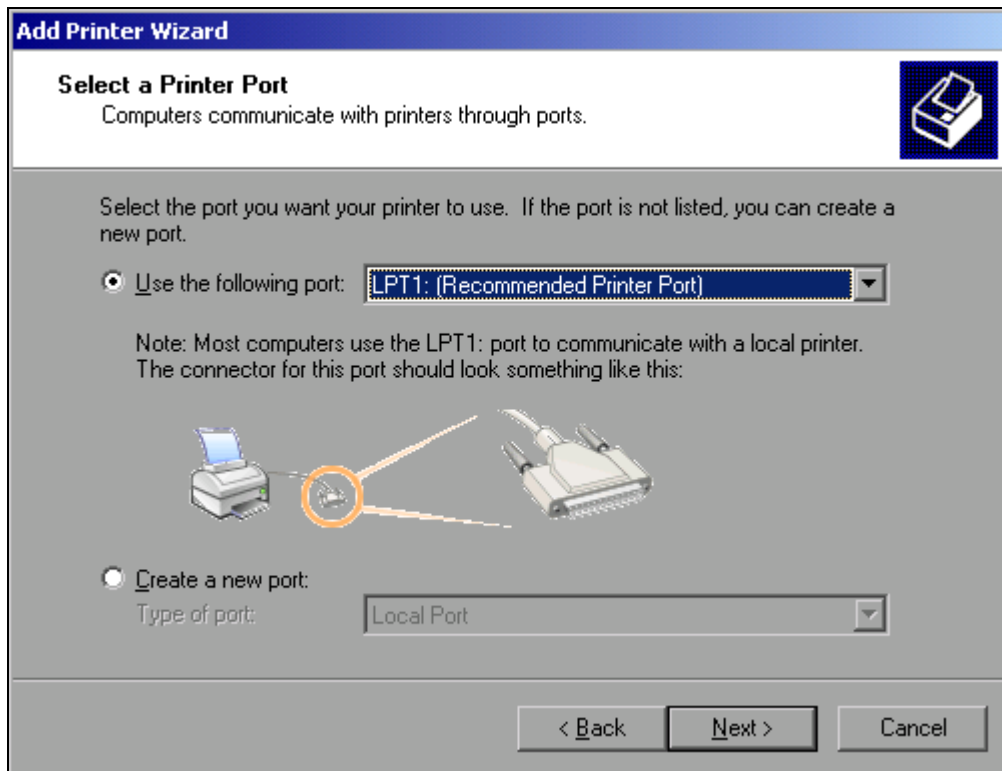 Add Printer Wizard
Select a Printer Port
Computers communicate with printers through ports.
Select the port you want your printer to use.  If the port is not listed, you can create a
new port.
Use the following port: LPT1: (Recommended Printer Port)
Note: Most computers use the LPT1: port to communicate with a local printer.
The connector for this port should look something like this:
Create a new port:
Type of port: Local Port
< Back Next > Cancel